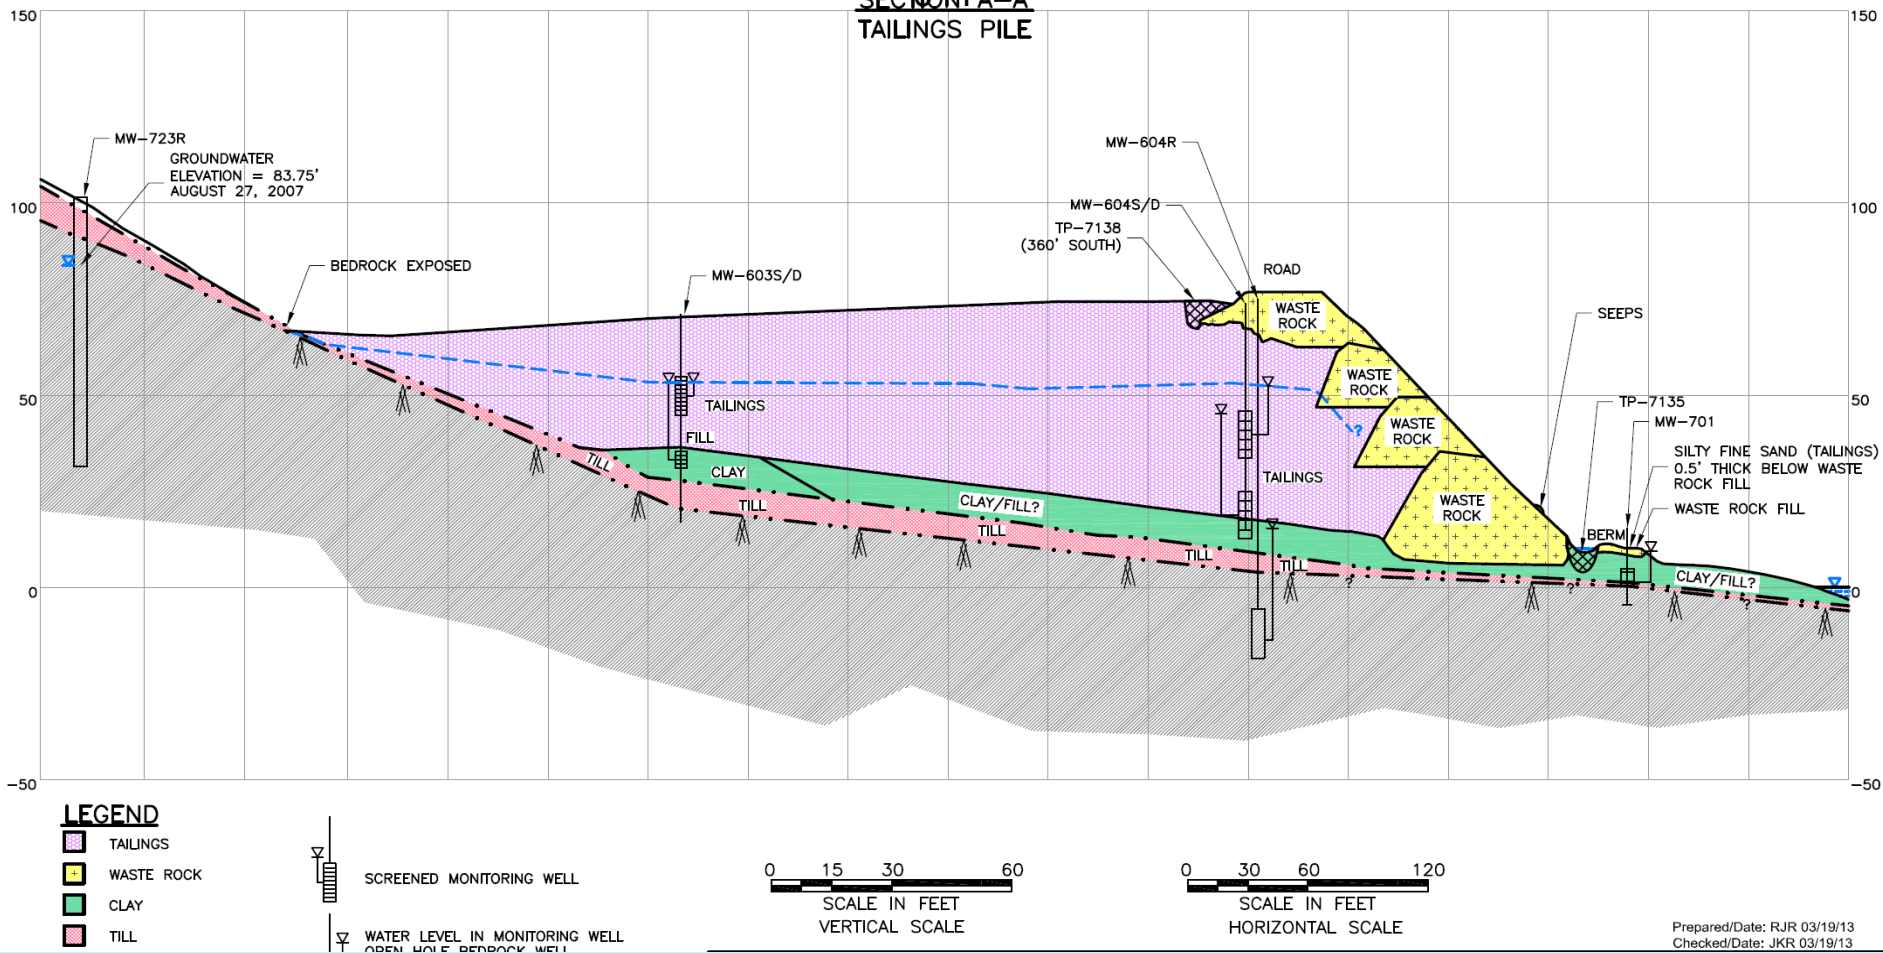 SECTION A-A'
TAILINGS PILE
150
150
MW-723R
GROUNDWATER
ELEVATION = 83.75'
AUGUST 27, 2007
MW-604R
100
100
MW-604S/D
TP-7138
(360' SOUTH)
BEDROCK EXPOSED
MW-603S/D
ROAD
WASTE
ROCK
SEEPS
WASTE
ROCK
50
50
TAILINGS
TP-7135
MW-701
WASTE
ROCK
?
FILL
SILTY FINE SAND (TAILINGS)
0.5' THICK BELOW WASTE
ROCK FILL
TILL
CLAY
TAILINGS
CLAY/FILL?
WASTE
ROCK
WASTE ROCK FILL
TILL
TILL
BERM
TILL
TILL
?
?
CLAY/FILL?
?
0
0
-50
-50
LEGEND
TAILINGS
WASTE ROCK
CLAY
TILL
SCREENED MONITORING WELL
WATER LEVEL IN MONITORING WELL
OPEN HOLE BEDROCK WELL
0 15 30 60
SCALE IN FEET
VERTICAL SCALE
0 30 60 120
SCALE IN FEET
HORIZONTAL SCALE
Prepared/Date: RJR 03/19/13
Checked/Date: JKR 03/19/13